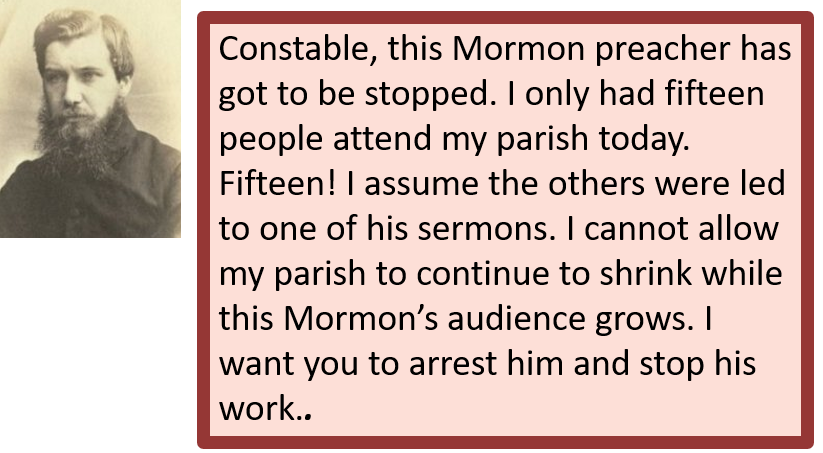 Constable, this Mormon preacher has
got to be stopped. I only had fifteen
people attend my parish today.
Fifteen! I assume the others were led
to one of his sermons. I cannot allow
my parish to continue to shrink while
this Mormon’s audience grows. I
want you to arrest him and stop his
work..